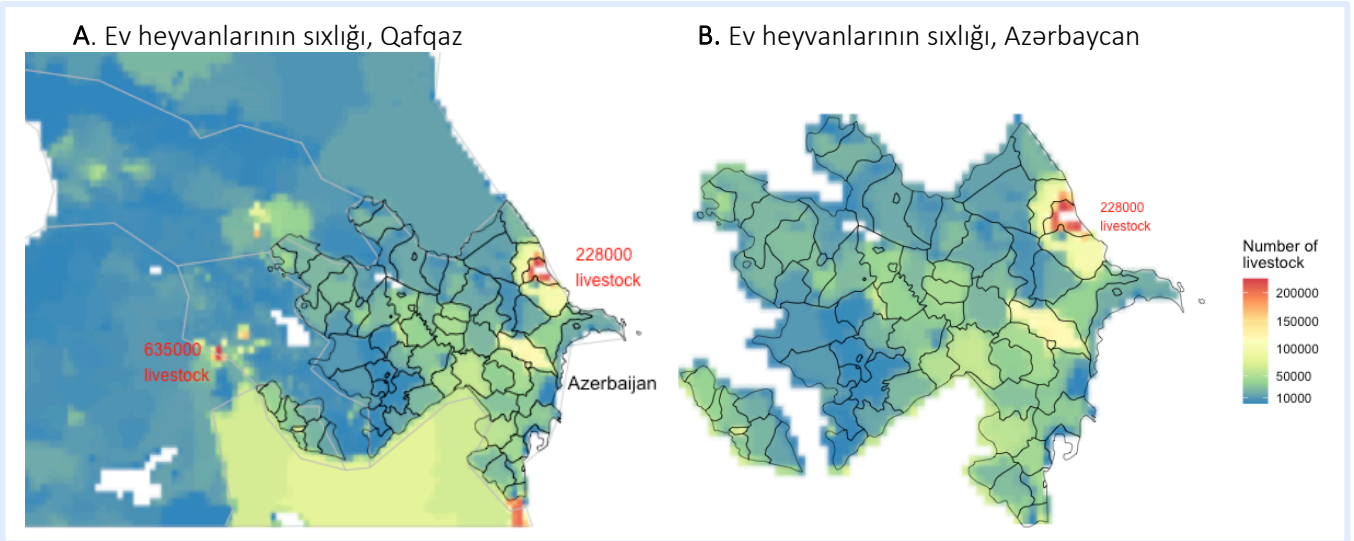 A. Ev heyvanlarının sıxlığı, Qafqaz
B. Ev heyvanlarının sıxlığı, Azərbaycan
228000
livestock
635000
livestock
Azerbaijan
228000
livestock
Number of
livestock
200000
150000
100000
50000
10000